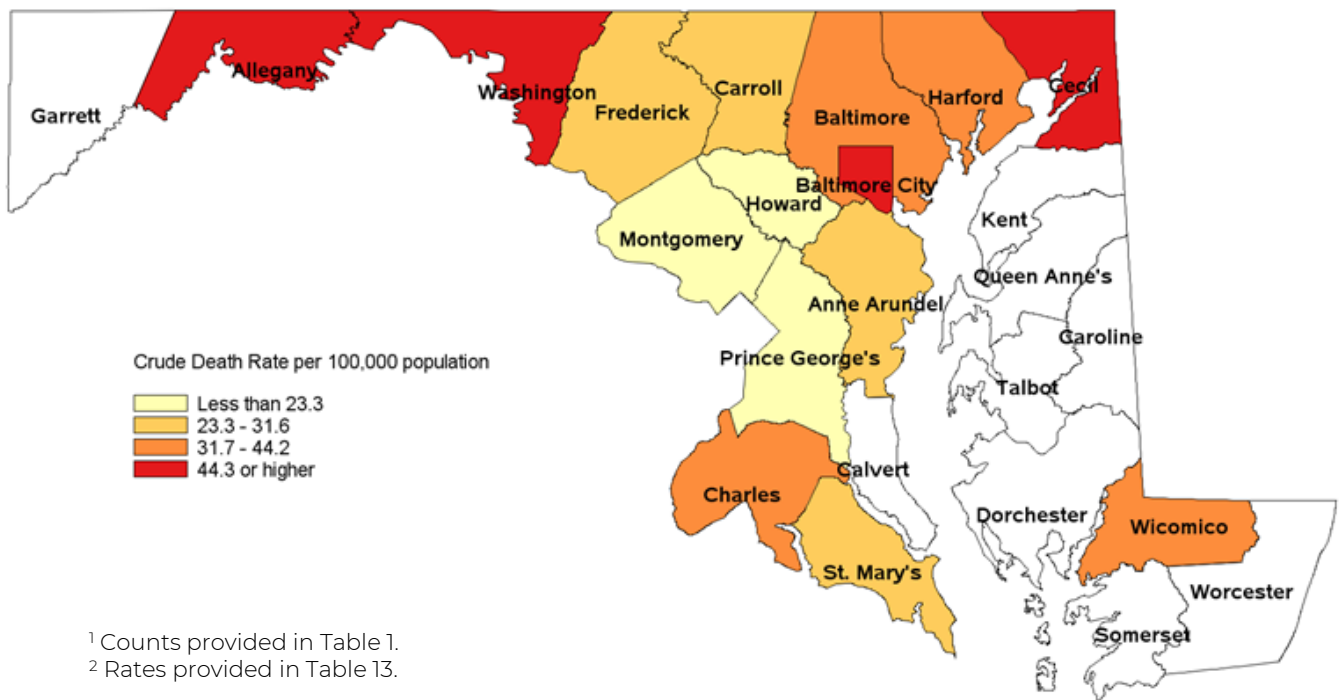 Garrett
Allegany
Washington
Frederick
Carroll
Baltimore
Harford
Cecil
Baltimore City
Howard
Montgomery
Kent
Queen Anne's
Anne Arundel
Caroline
Prince George's
Talbot
Calvert
Charles
Dorchester
Wicomico
St. Mary's
Worcester
Somerset
Crude Death Rate per 100,000 population
Less than 23.3
23.3 - 31.6
31.7 - 44.2
44.3 or higher
¹ Counts provided in Table 1.
² Rates provided in Table 13.